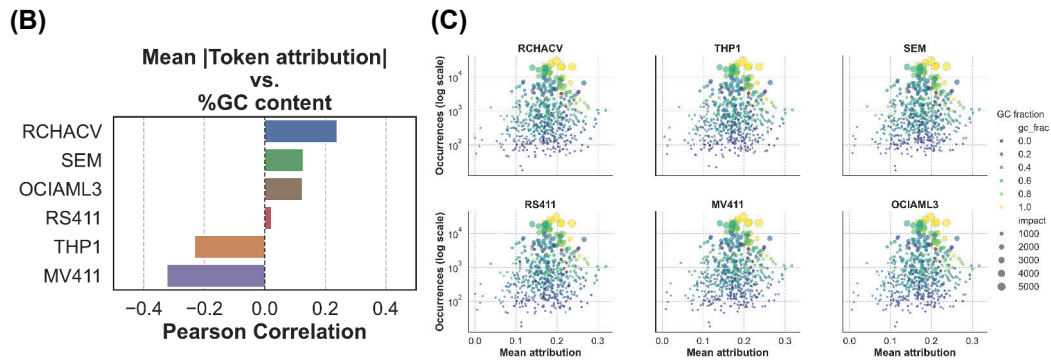 (B)
Mean |Token attribution|
vs.
%GC content
RCHACV
SEM
OCIAML3
RS411
THP1
MV411
−0.4 −0.2 0.0 0.2 0.4
Pearson Correlation
(C)
RCHACV THP1 SEM
Occurrences (log scale)
10⁴
10³
10²
RS411 MV411 OCIAML3
Occurrences (log scale)
10⁴
10³
10²
0.0 0.1 0.2 0.3 0.0 0.1 0.2 0.3 0.0 0.1 0.2 0.3
Mean attribution Mean attribution Mean attribution
GC fraction
gc_frac
0.0
0.2
0.4
0.6
0.8
1.0
impact
1000
2000
3000
4000
5000